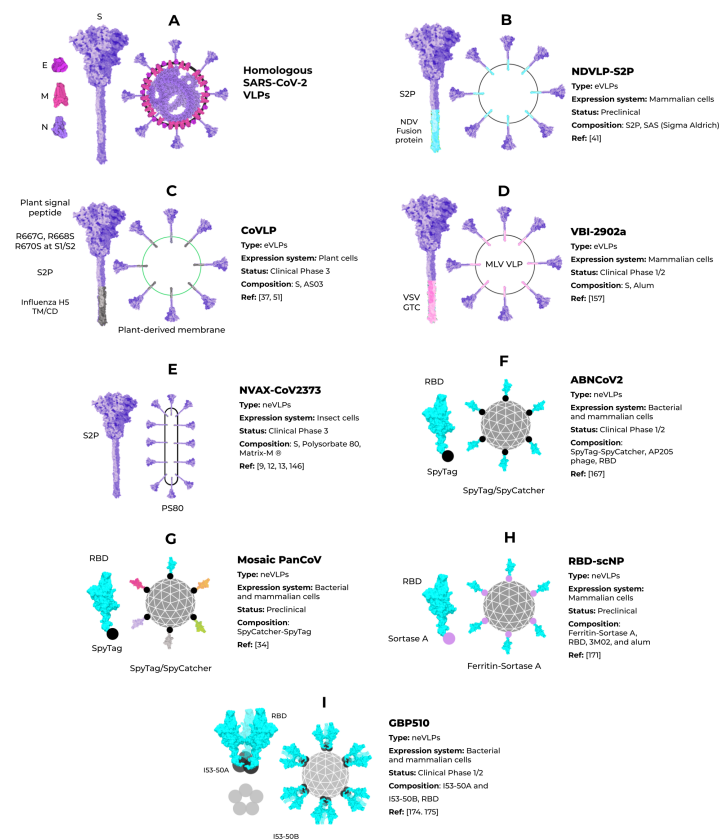 A
S
E
M
N
Homologous
SARS-CoV-2
VLPs
B
S2P
NDV
Fusion
protein
NDVLP-S2P
Type: eVLPs
Expression system: Mammalian cells
Status: Preclinical
Composition: S2P, SAS (Sigma Aldrich)
Ref: [41]
C
Plant signal
peptide
R667G, R668S
R670S at S1/S2
S2P
Influenza H5
TM/CD
Plant-derived membrane
CoVLP
Type: eVLPs
Expression system: Plant cells
Status: Clinical Phase 3
Composition: S, AS03
Ref: [37, 51]
D
VSV
GTC
MLV VLP
VBI-2902a
Type: eVLPs
Expression system: Mammalian cells
Status: Clinical Phase 1/2
Composition: S, Alum
Ref: [157]
E
S2P
PS80
NVAX-CoV2373
Type: neVLPs
Expression system: Insect cells
Status: Clinical Phase 3
Composition: S, Polysorbate 80,
Matrix-M ®
Ref: [9, 12, 13, 146]
F
RBD
SpyTag
SpyTag/SpyCatcher
ABNCoV2
Type: neVLPs
Expression system: Bacterial
and mammalian cells
Status: Clinical Phase 1/2
Composition:
SpyTag-SpyCatcher, AP205
phage, RBD
Ref: [167]
G
RBD
SpyTag
SpyTag/SpyCatcher
Mosaic PanCoV
Type: neVLPs
Expression system: Bacterial
and mammalian cells
Status: Preclinical
Composition:
SpyCatcher-SpyTag
Ref: [34]
H
RBD
Sortase A
Ferritin-Sortase A
RBD-scNP
Type: neVLPs
Expression system:
Mammalian cells
Status: Preclinical
Composition:
Ferritin-Sortase A,
RBD, 3M02, and alum
Ref: [171]
I
RBD
I53-50A
I53-50B
GBP510
Type: neVLPs
Expression system: Bacterial
and mammalian cells
Status: Clinical Phase 1/2
Composition: I53-50A and
I53-50B, RBD
Ref: [174. 175]